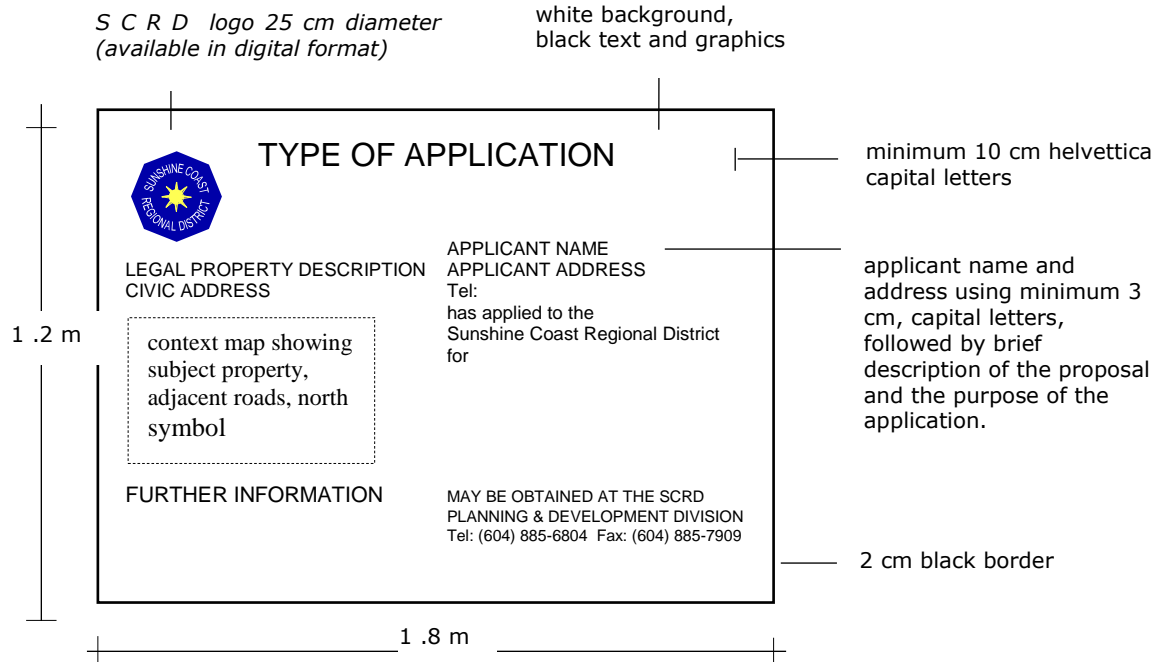 S C R D logo 25 cm diameter
(available in digital format)
white background,
black text and graphics
TYPE OF APPLICATION
SUNSHINE COAST
REGIONAL DISTRICT
minimum 10 cm helvettica
capital letters
LEGAL PROPERTY DESCRIPTION
CIVIC ADDRESS
APPLICANT NAME
APPLICANT ADDRESS
Tel:
has applied to the
Sunshine Coast Regional District
for
applicant name and
address using minimum 3
cm, capital letters,
followed by brief
description of the proposal
and the purpose of the
application.
1 .2 m
context map showing
subject property,
adjacent roads, north
symbol
FURTHER INFORMATION
MAY BE OBTAINED AT THE SCRD
PLANNING & DEVELOPMENT DIVISION
Tel: (604) 885-6804 Fax: (604) 885-7909
2 cm black border
1 .8 m